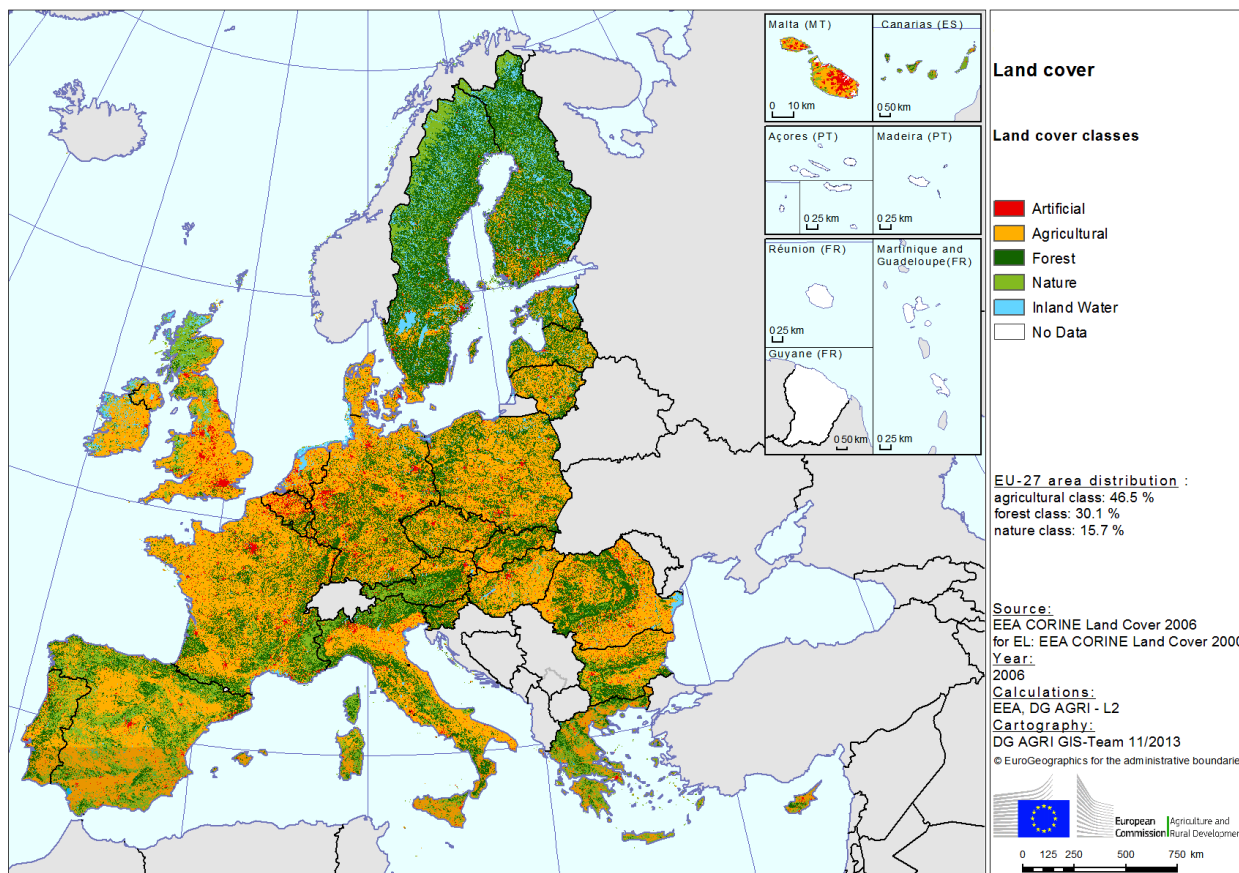 Malta (MT)
Canarias (ES)
0 10 km
0 50 km
Açores (PT)
Madeira (PT)
0 25 km
0 25 km
Réunion (FR)
Martinique and
Guadeloupe(FR)
0 25 km
Guyane (FR)
0 50 km
0 25 km
Land cover
Land cover classes
Artificial
Agricultural
Forest
Nature
Inland Water
No Data
EU-27 area distribution :
agricultural class: 46.5 %
forest class: 30.1 %
nature class: 15.7 %
Source:
EEA CORINE Land Cover 2006
for EL: EEA CORINE Land Cover 2000
Year:
2006
Calculations:
EEA, DG AGRI - L2
Cartography:
DG AGRI GIS-Team 11/2013
© EuroGeographics for the administrative boundarie
European
Commission
Agriculture and
Rural Developmen
0 125 250 500 750 km